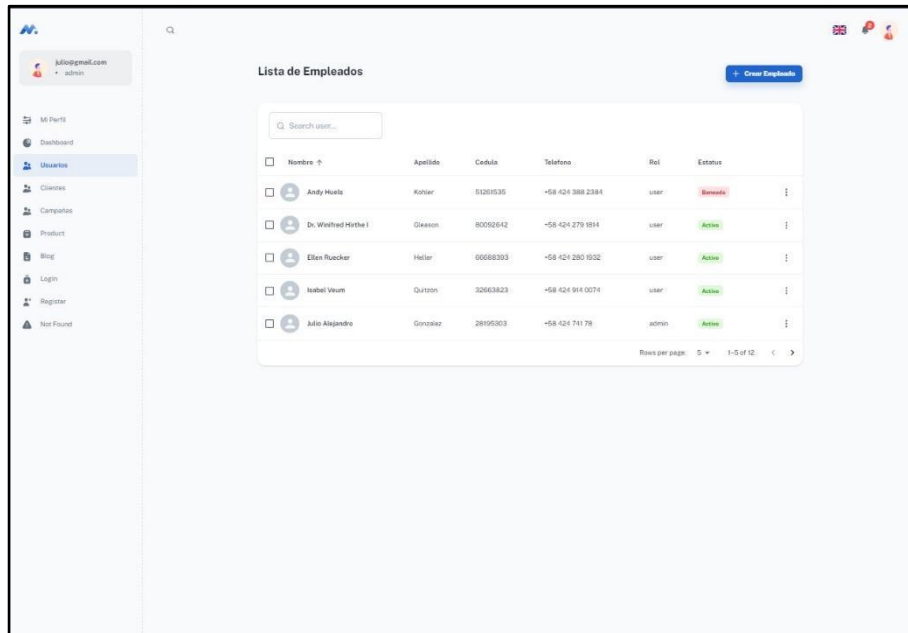 julio@gmail.com
admin
Mi Perfil
Dashboard
Usuarios
Clientes
Campañas
Product
Blog
Login
Register
Not Found
2
Lista de Empleados
+ Crear Empleado
Search user...
Nombre ↑ Apellido Cedula Telefono Rol Estatus
Andy Huels Kohler 51261535 +58 424 388 2384 user Baneado
Dr. Winifred Hirthe I Gleason 80092642 +58 424 279 1814 user Activo
Ellen Ruecker Heller 66688393 +58 424 280 1932 user Activo
Isabel Veum Quitzon 32663823 +58 424 914 0074 user Activo
Julio Alejandro Gonzalez 28195303 +58 424 741 78 admin Activo
Rows per page: 5 1–5 of 12